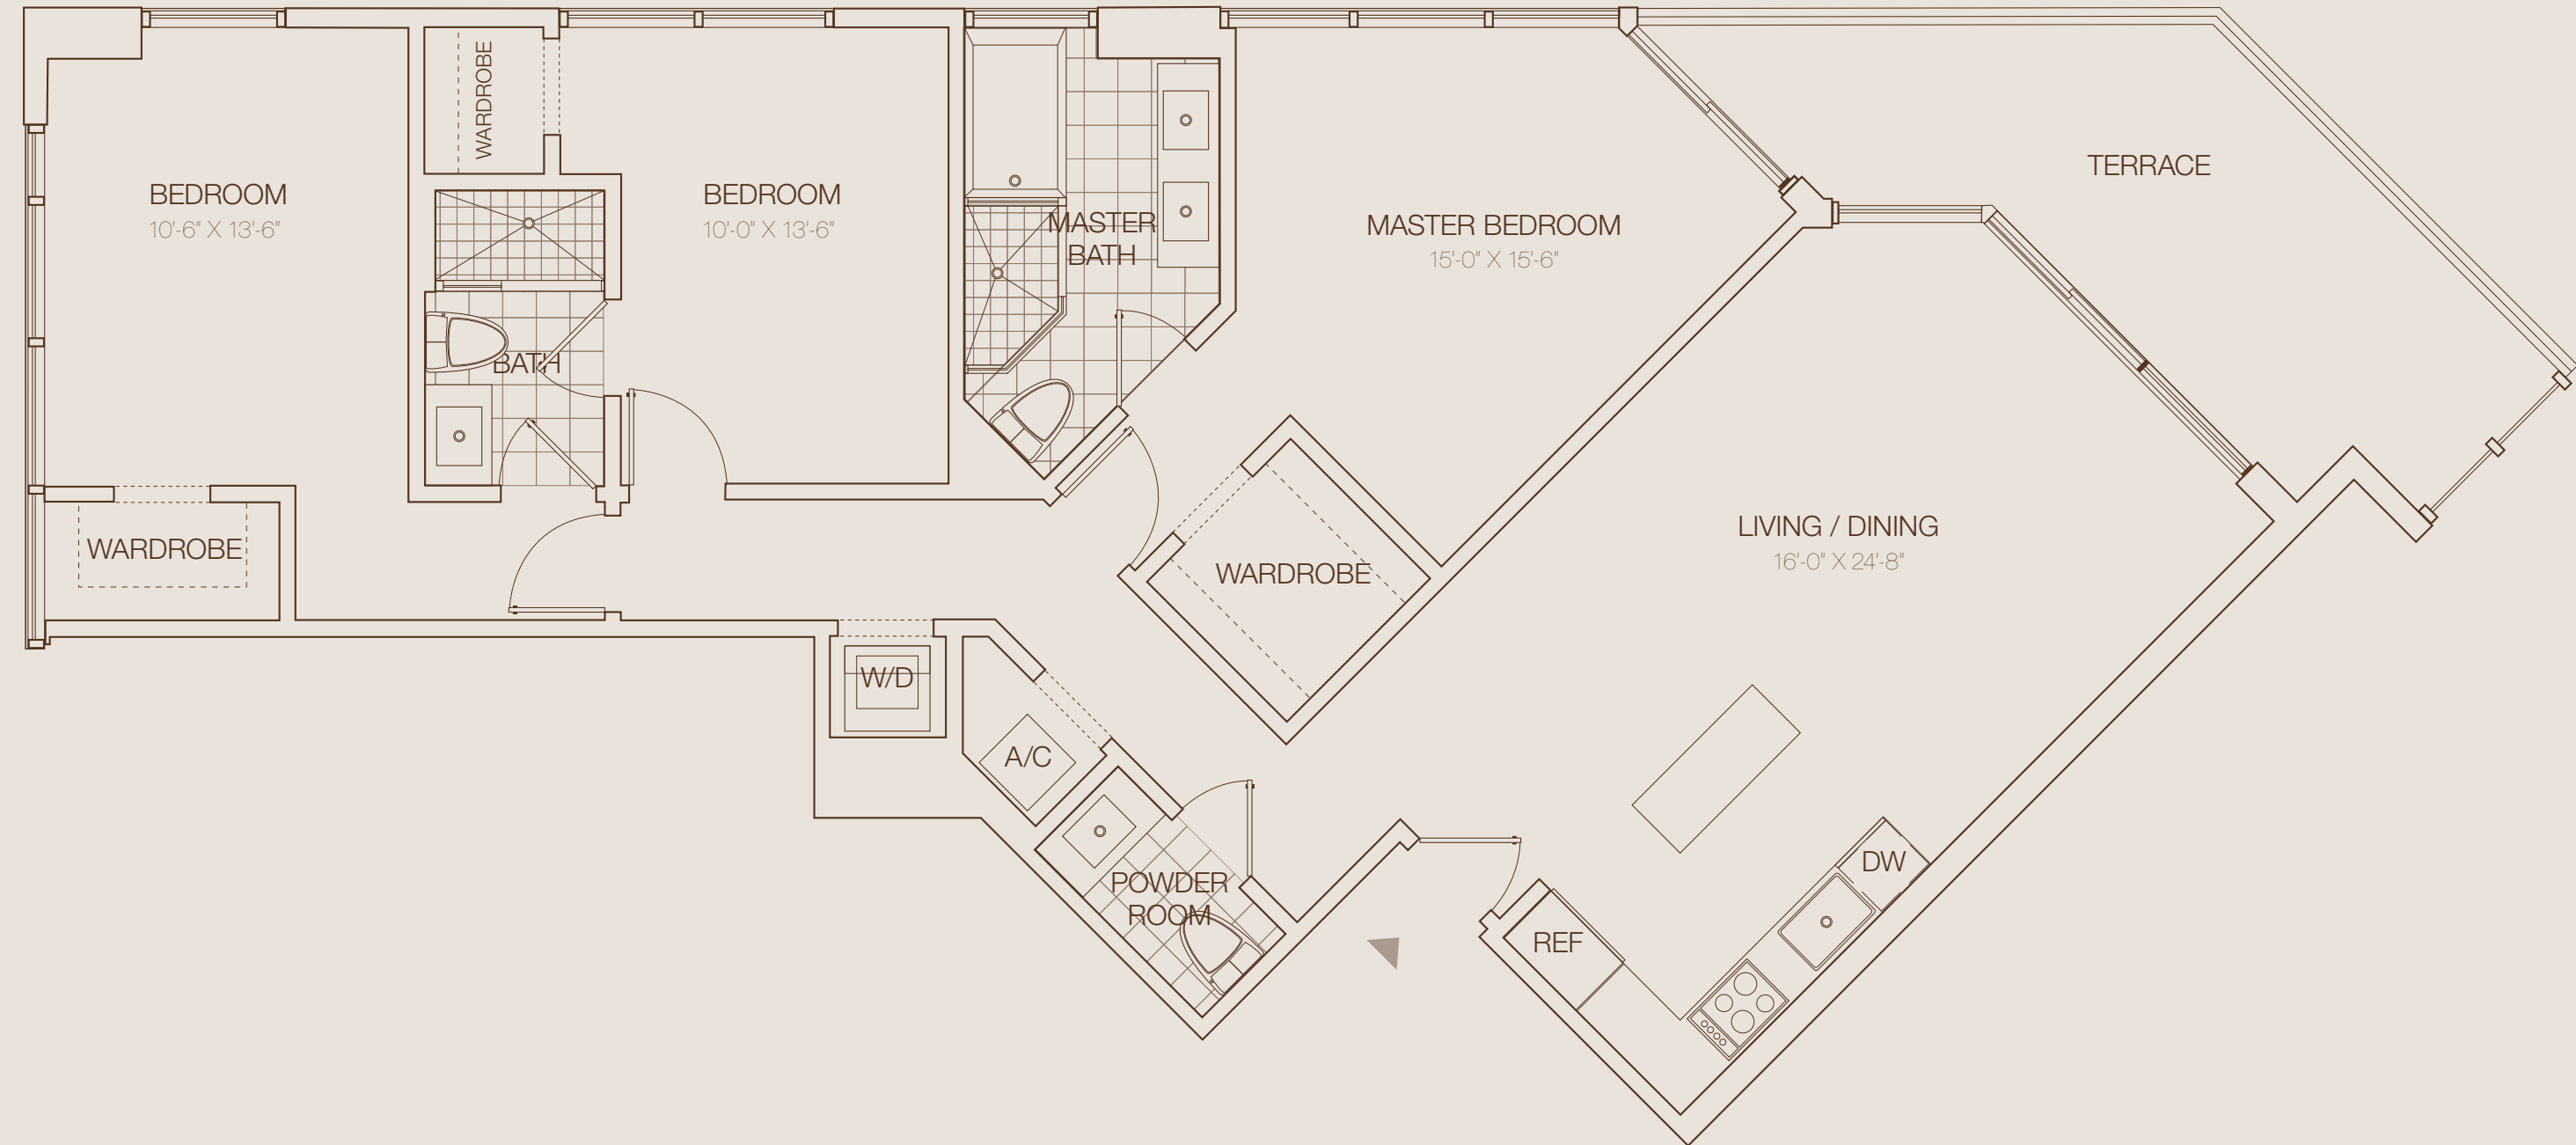 WARDROBE
BEDROOM
10'-6" X 13'-6"
BEDROOM
10'-0" X 13'-6"
MASTER
BATH
MASTER BEDROOM
15'-0" X 15'-6"
TERRACE
BATH
WARDROBE
WARDROBE
LIVING / DINING
16'-0" X 24'-8"
W/D
A/C
POWDER
ROOM
REF
DW